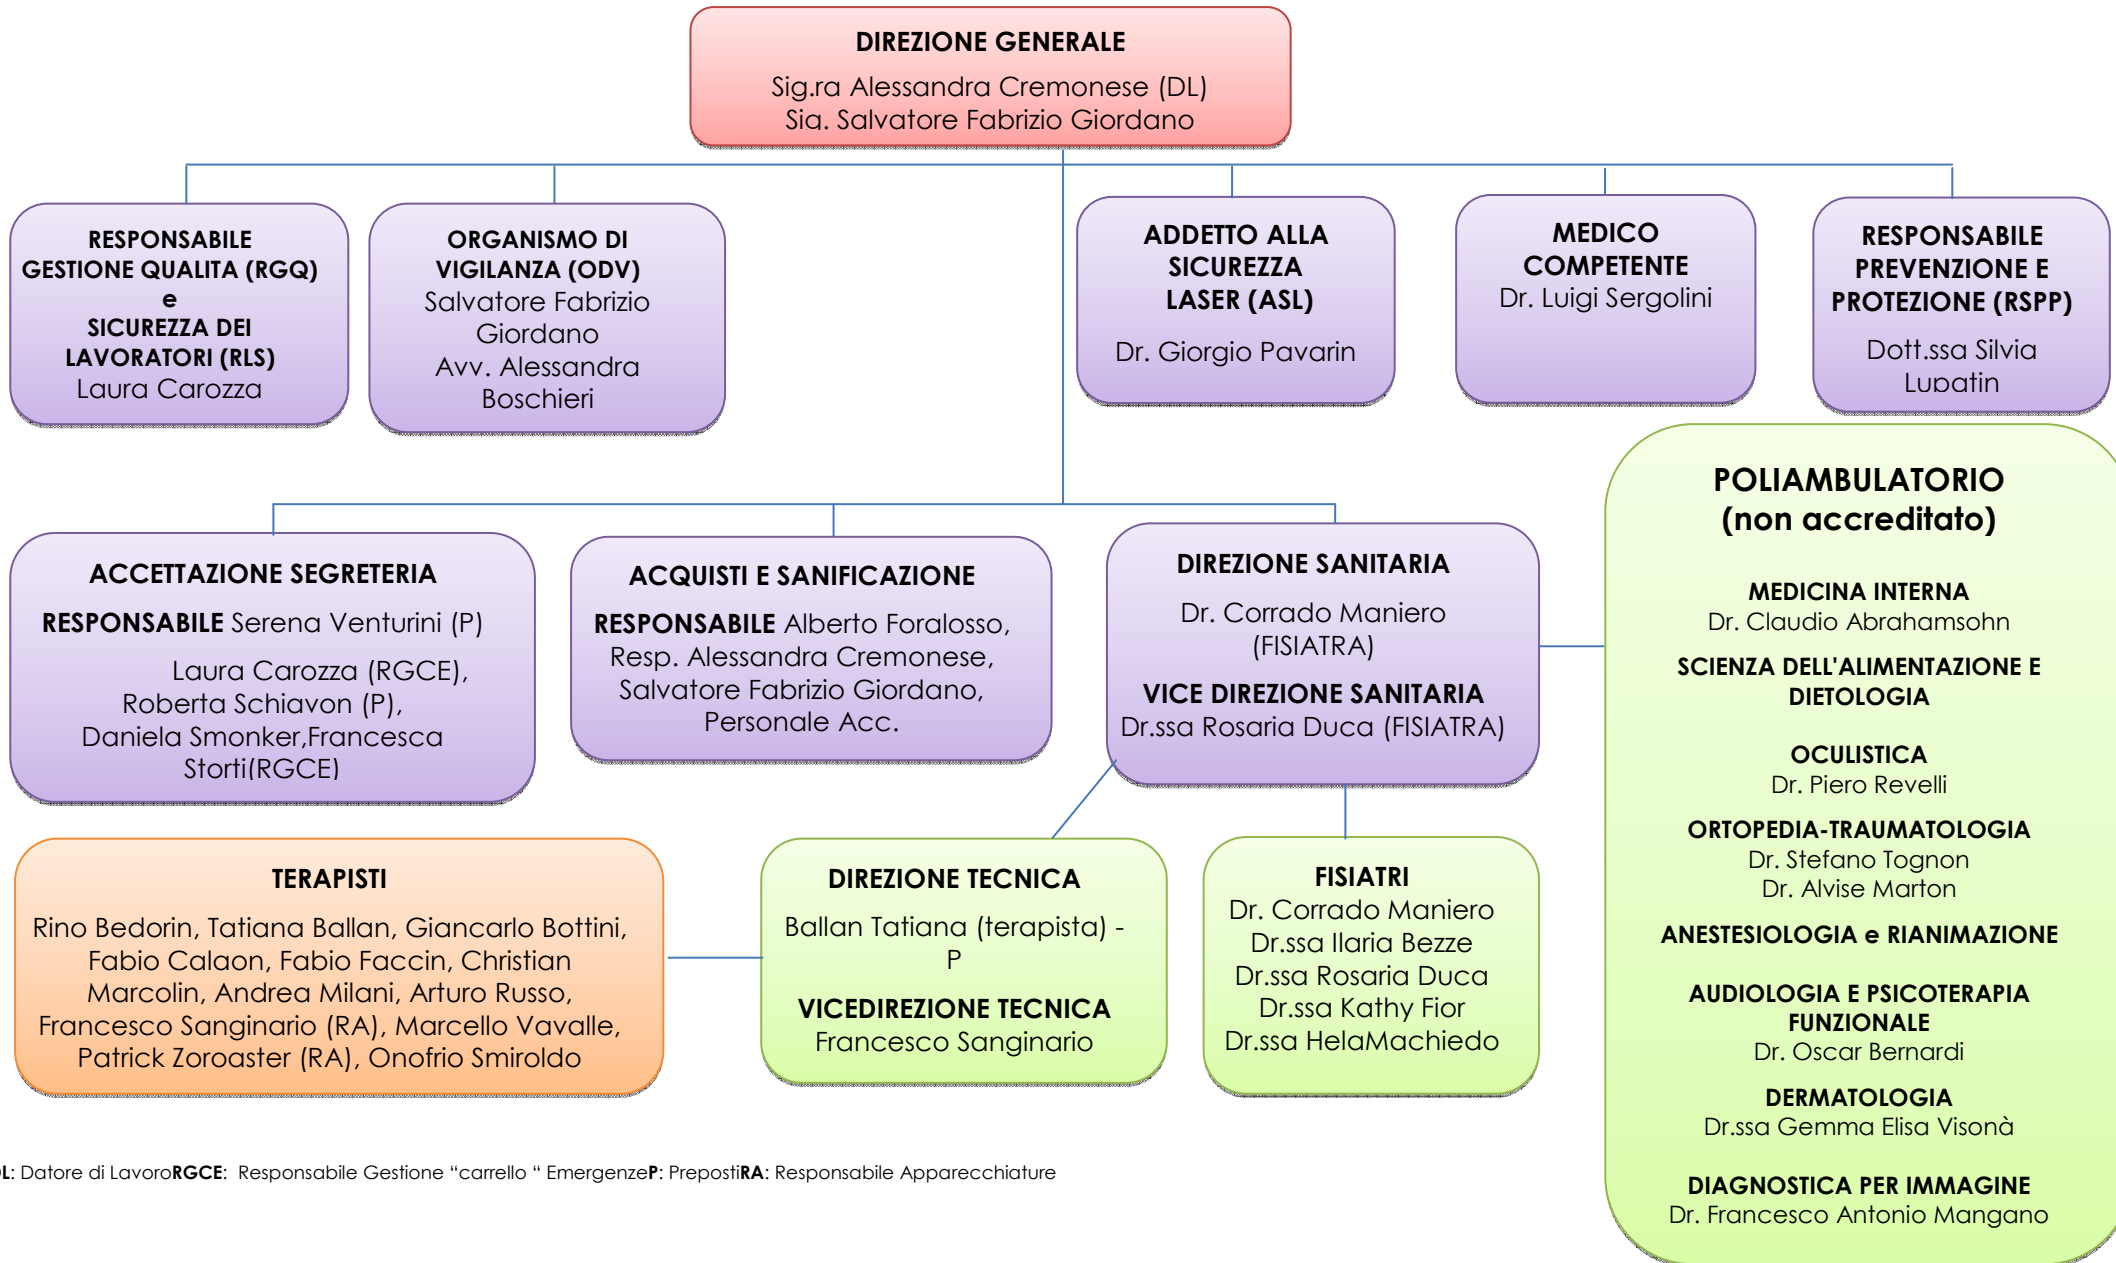 DIREZIONE GENERALE
Sig.ra Alessandra Cremonese (DL)
Sia. Salvatore Fabrizio Giordano
RESPONSABILE
GESTIONE QUALITA (RGQ)
e
SICUREZZA DEI
LAVORATORI (RLS)
Laura Carozza
ORGANISMO DI
VIGILANZA (ODV)
Salvatore Fabrizio
Giordano
Avv. Alessandra
Boschieri
ADDETTO ALLA
SICUREZZA
LASER (ASL)
Dr. Giorgio Pavarin
MEDICO
COMPETENTE
Dr. Luigi Sergolini
RESPONSABILE
PREVENZIONE E
PROTEZIONE (RSPP)
Dott.ssa Silvia
Lupatin
ACCETTAZIONE SEGRETERIA
RESPONSABILE Serena Venturini (P)
Laura Carozza (RGCE),
Roberta Schiavon (P),
Daniela Smonker,Francesca
Storti(RGCE)
ACQUISTI E SANIFICAZIONE
RESPONSABILE Alberto Foralosso,
Resp. Alessandra Cremonese,
Salvatore Fabrizio Giordano,
Personale Acc.
DIREZIONE SANITARIA
Dr. Corrado Maniero
(FISIATRA)
VICE DIREZIONE SANITARIA
Dr.ssa Rosaria Duca (FISIATRA)
POLIAMBULATORIO
(non accreditato)
MEDICINA INTERNA
Dr. Claudio Abrahamsohn
SCIENZA DELL'ALIMENTAZIONE E
DIETOLOGIA
OCULISTICA
Dr. Piero Revelli
ORTOPEDIA-TRAUMATOLOGIA
Dr. Stefano Tognon
Dr. Alvise Marton
ANESTESIOLOGIA e RIANIMAZIONE
AUDIOLOGIA E PSICOTERAPIA
FUNZIONALE
Dr. Oscar Bernardi
DERMATOLOGIA
Dr.ssa Gemma Elisa Visonà
DIAGNOSTICA PER IMMAGINE
Dr. Francesco Antonio Mangano
TERAPISTI
Rino Bedorin, Tatiana Ballan, Giancarlo Bottini,
Fabio Calaon, Fabio Faccin, Christian
Marcolin, Andrea Milani, Arturo Russo,
Francesco Sanginario (RA), Marcello Vavalle,
Patrick Zoroaster (RA), Onofrio Smiroldo
DIREZIONE TECNICA
Ballan Tatiana (terapista) -
P
VICEDIREZIONE TECNICA
Francesco Sanginario
FISIATRI
Dr. Corrado Maniero
Dr.ssa Ilaria Bezze
Dr.ssa Rosaria Duca
Dr.ssa Kathy Fior
Dr.ssa HelaMachiedo
DL: Datore di LavoroRGCE: Responsabile Gestione “carrello “ EmergenzeP: PrepostiRA: Responsabile Apparecchiature